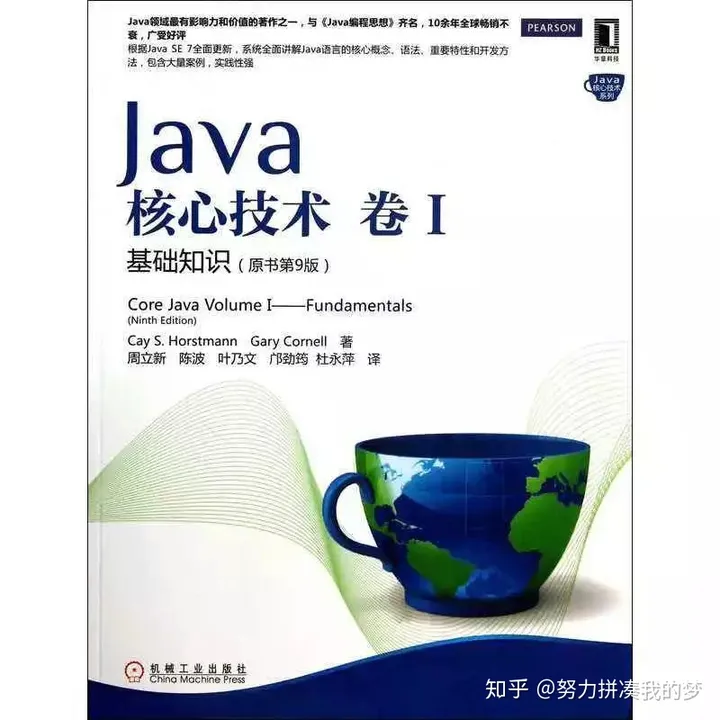 Java领域最有影响力和价值的著作之一，与《Java编程思想》齐名，10余年全球畅销不
衰，广受好评
根据Java SE 7全面更新，系统全面讲解Java语言的核心概念、语法、重要特性和开发方
法，包含大量案例，实践性强
PEARSON
HZ Books
华章科技
Java
核心技术
系列
Java
核心技术 卷 I
基础知识（原书第9版）
Core Java Volume I——Fundamentals
(Ninth Edition)
Cay S. Horstmann Gary Cornell 著
周立新 陈波 叶乃文 邝劲筠 杜永萍 译
机械工业出版社
China Machine Press
知乎 @努力拼凑我的梦